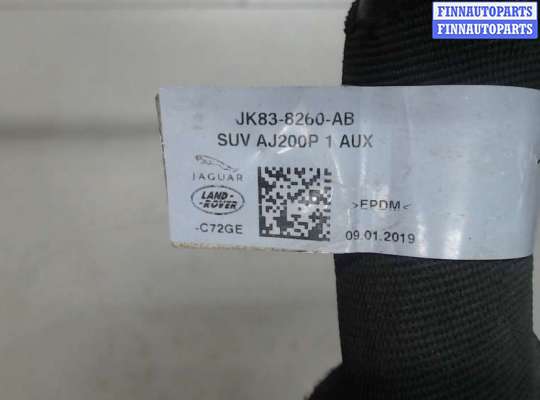 FINNAUTOPARTS
FINNAUTOPARTS
JK83-8260-AB
SUV AJ200P 1 AUX
JAGUAR
LAND-
-ROVER
>EPDM<
-C72GE
09.01.2019